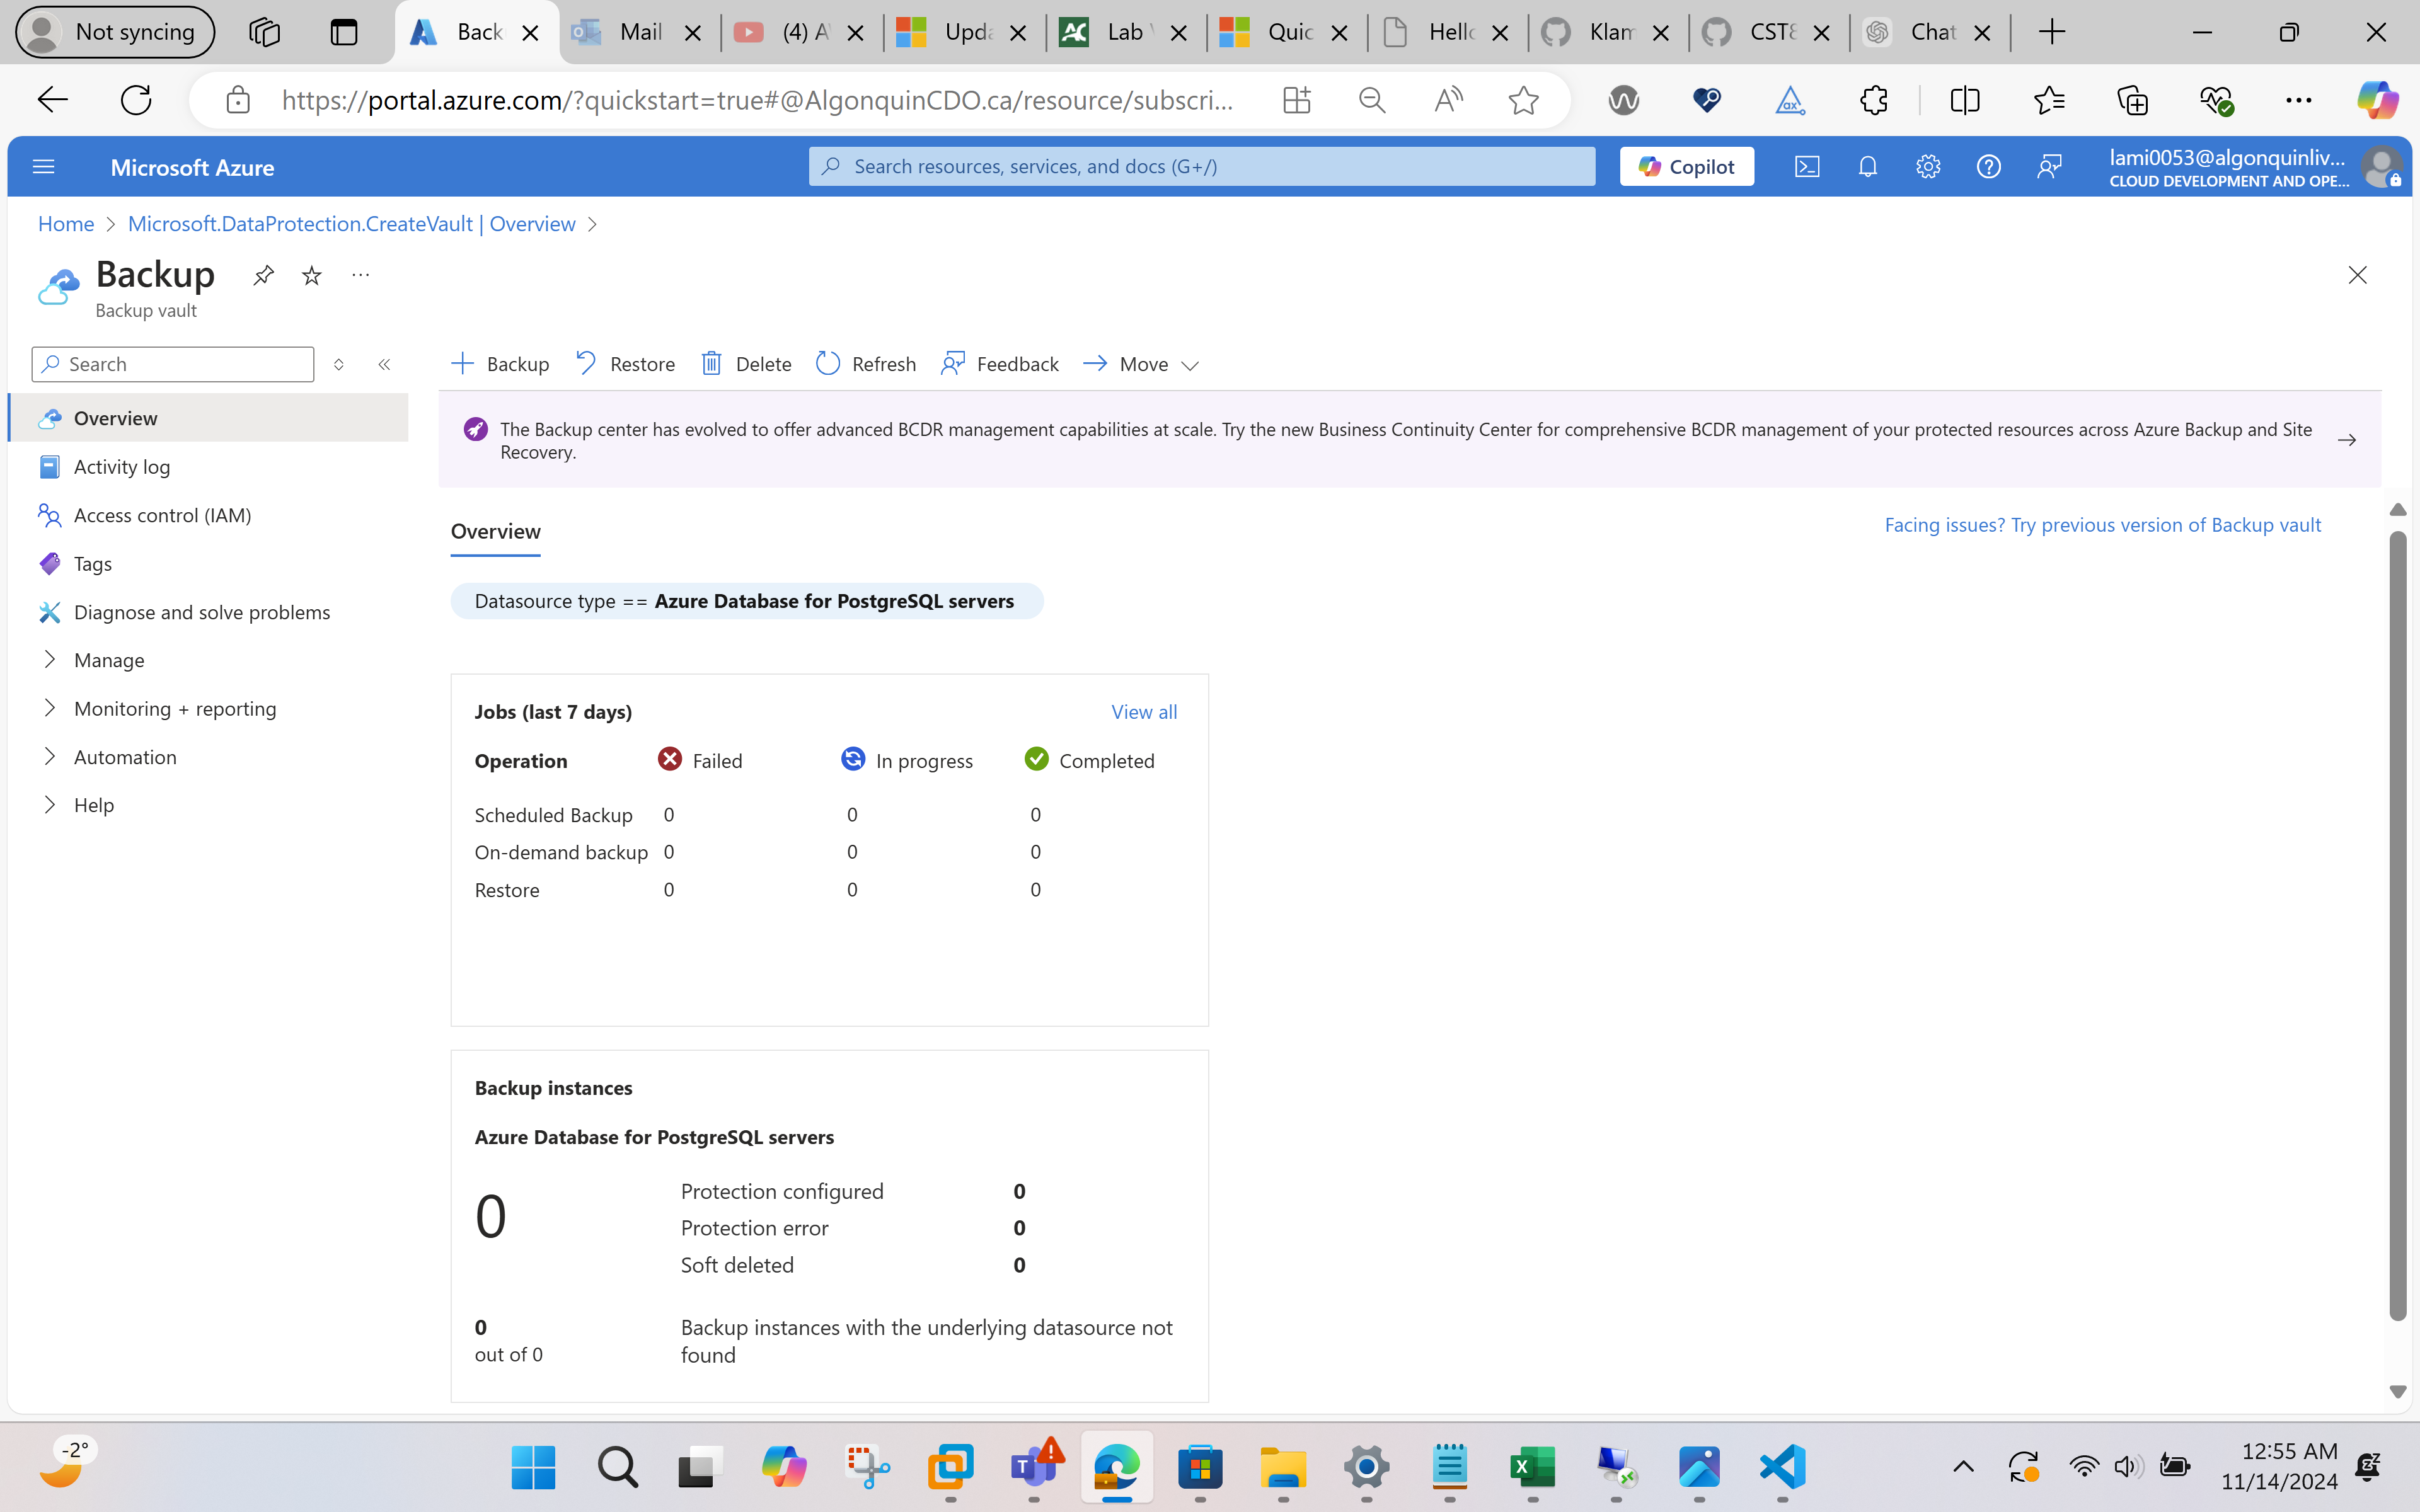 Not syncing
Back
Mail
(4) A
Upda
Lab
Quic
Hello
Klam
CST8
Chat
https://portal.azure.com/?quickstart=true#@AlgonquinCDO.ca/resource/subscri...
Microsoft Azure
Search resources, services, and docs (G+/)
Copilot
lami0053@algonquinliv...
CLOUD DEVELOPMENT AND OPE...
Home > Microsoft.DataProtection.CreateVault | Overview >
Backup
Backup vault
Search
Backup
Restore
Delete
Refresh
Feedback
Move
Overview
Activity log
Access control (IAM)
Tags
Diagnose and solve problems
Manage
Monitoring + reporting
Automation
Help
The Backup center has evolved to offer advanced BCDR management capabilities at scale. Try the new Business Continuity Center for comprehensive BCDR management of your protected resources across Azure Backup and Site
Recovery.
Overview
Facing issues? Try previous version of Backup vault
Datasource type == Azure Database for PostgreSQL servers
Jobs (last 7 days)
View all
Operation Failed In progress Completed
Scheduled Backup 0 0 0
On-demand backup 0 0 0
Restore 0 0 0
Backup instances
Azure Database for PostgreSQL servers
0
Protection configured 0
Protection error 0
Soft deleted 0
0
out of 0
Backup instances with the underlying datasource not
found
-2°
12:55 AM
11/14/2024